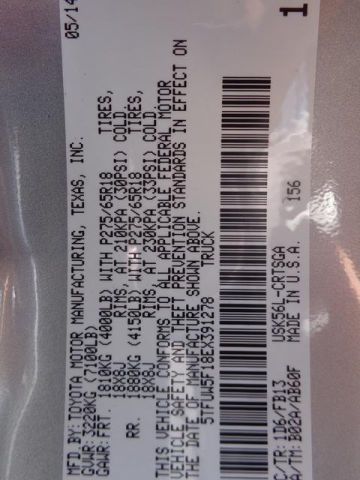 05/14
MFD.BY:TOYOTA MOTOR MANUFACTURING, TEXAS, INC.
GVWR:3220KG(7100LB)
GAWR:FRT. 1810KG(4000LB)WITH P275/65R18 TIRES,
18X8J RIMS, AT 210KPA(30PSI)COLD
RR. 1880KG(4150LB)WITH P275/65R18 TIRES,
18X8J RIMS, AT 230KPA(33PSI)COLD
THIS VEHICLE CONFORMS TO ALL APPLICABLE FEDERAL MOTOR
VEHICLE SAFETY AND THEFT PREVENTION STANDARDS IN EFFECT ON
THE DATE OF MANUFACTURE SHOWN ABOVE.
5TFUW5F18EX391278 TRUCK
1
C/TR:1D6/FB13 USK56L-CRTSGA 156
A/TM:B02A/AB60F MADE IN U.S.A.